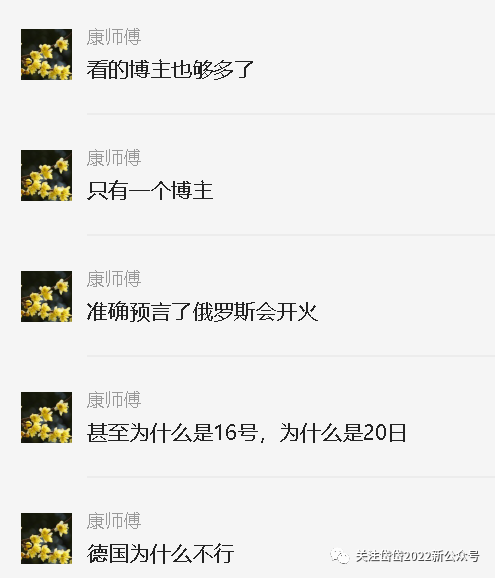 康师傅
看的博主也够多了
康师傅
只有一个博主
康师傅
准确预言了俄罗斯会开火
康师傅
甚至为什么是16号，为什么是20日
康师傅
德国为什么不行
关注岱岱2022新公众号